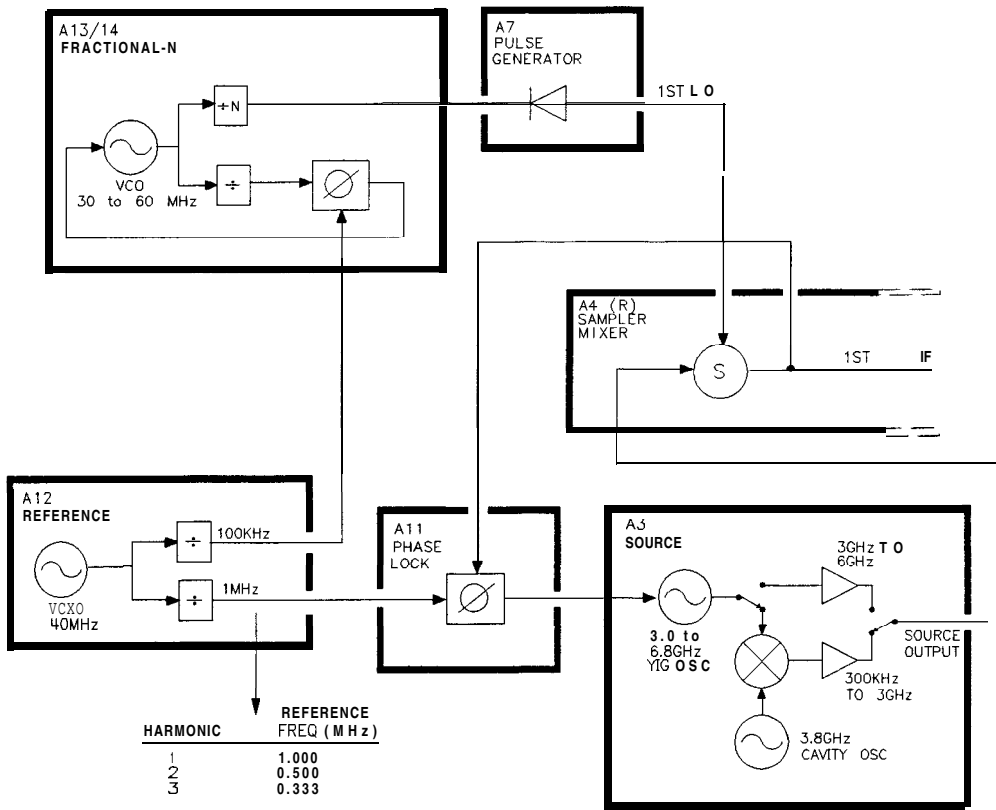 A13/14
FRACTIONAL-N
÷N
VCO
30 to 60 MHz
÷
A7
PULSE
GENERATOR
1ST LO
A4 (R)
SAMPLER
MIXER
S
1ST IF
A12
REFERENCE
VCXO
40MHz
÷
100KHz
÷
1MHz
A11
PHASE
LOCK
A3
SOURCE
3.0 to
6.8GHz
YIG OSC
3GHz TO
6GHz
300KHz
TO 3GHz
SOURCE
OUTPUT
3.8GHz
CAVITY OSC
HARMONIC REFERENCE
FREQ (MHz)
1 1.000
2 0.500
3 0.333